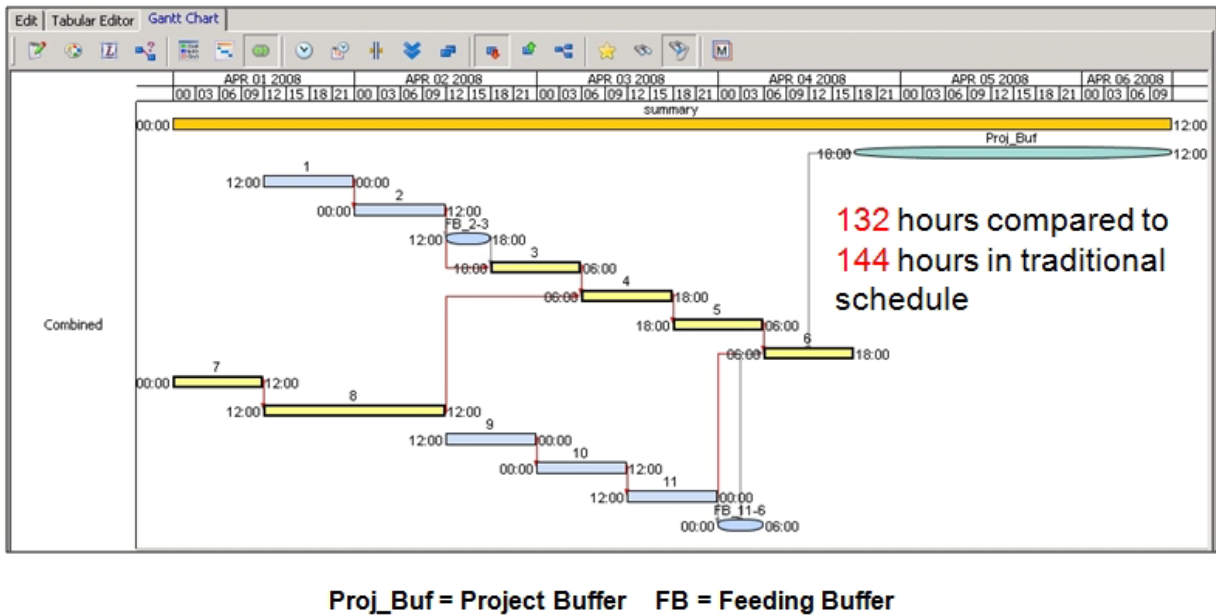 Edit Tabular Editor Gantt Chart
L ? M
APR 01 2008 APR 02 2008 APR 03 2008 APR 04 2008 APR 05 2008 APR 06 2008
00 03 06 09 12 15 18 21 00 03 06 09 12 15 18 21 00 03 06 09 12 15 18 21 00 03 06 09 12 15 18 21 00 03 06 09 12 15 18 21 00 03 06 09
summary
00:00 12:00
Proj_Buf
18:00 12:00
1
12:00 00:00
2
00:00 12:00
FB_2-3
12:00 18:00
3
18:00 06:00
4
06:00 18:00
5
18:00 06:00
6
06:00 18:00
132 hours compared to
144 hours in traditional
schedule
Combined
7
00:00 12:00
8
12:00 12:00
9
12:00 00:00
10
00:00 12:00
11
12:00 00:00
FB_11-6
00:00 06:00
Proj_Buf = Project Buffer FB = Feeding Buffer